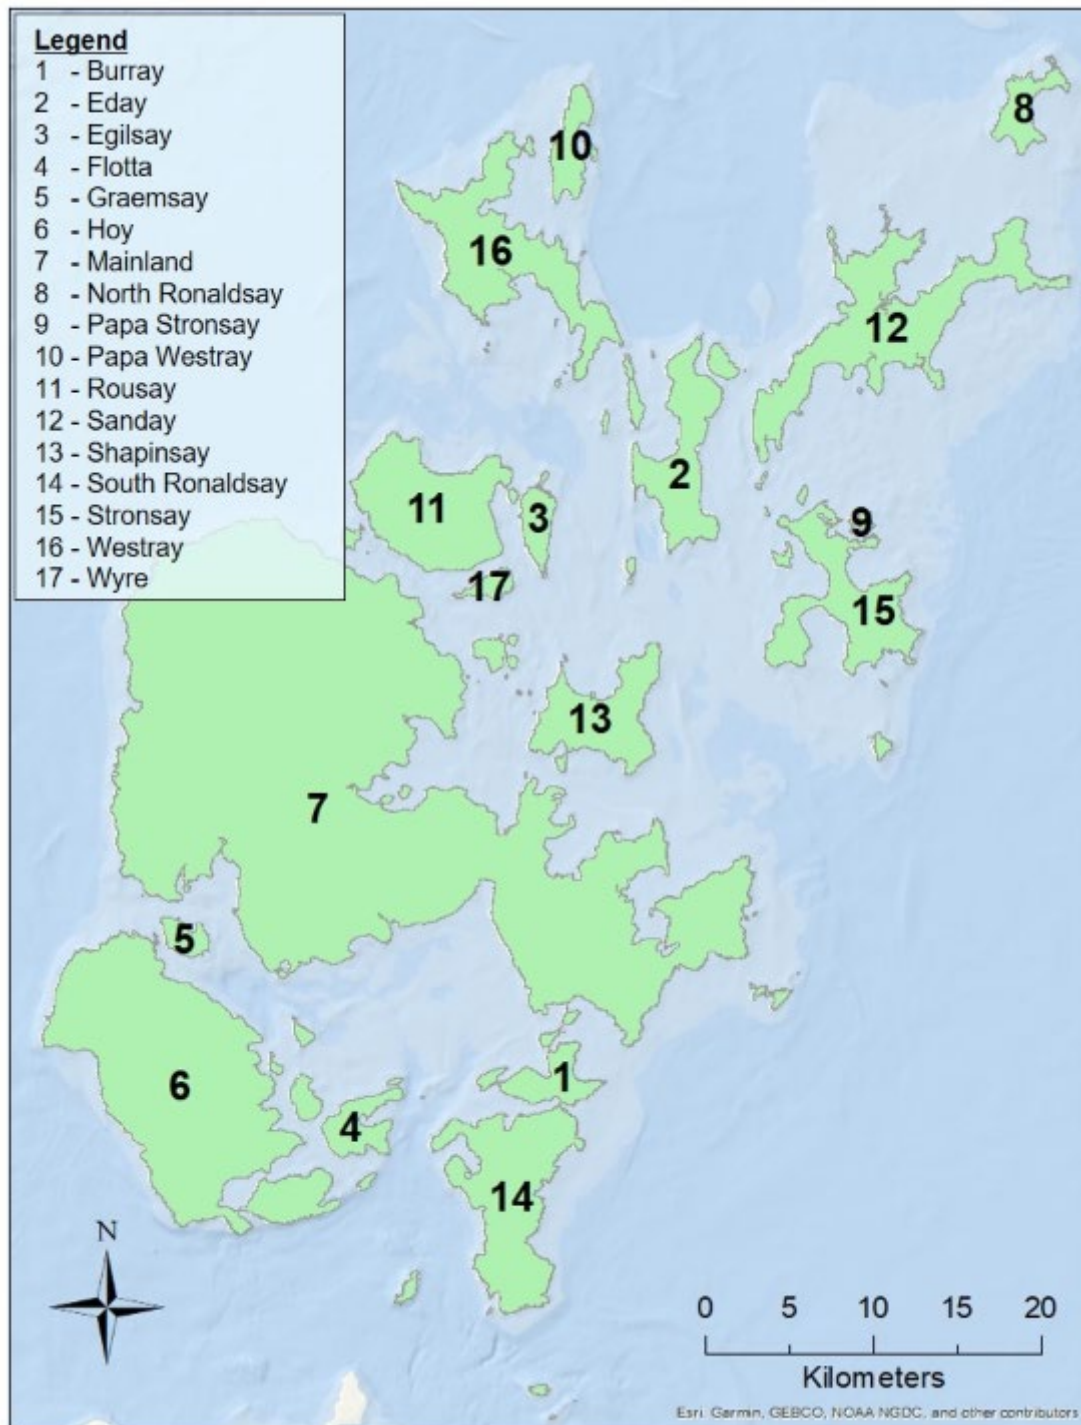 Legend
1 - Burray
2 - Eday
3 - Egilsay
4 - Flotta
5 - Graemsay
6 - Hoy
7 - Mainland
8 - North Ronaldsay
9 - Papa Stronsay
10 - Papa Westray
11 - Rousay
12 - Sanday
13 - Shapinsay
14 - South Ronaldsay
15 - Stronsay
16 - Westray
17 - Wyre
8
10
16
12
2
11
3
9
17
15
13
7
5
6
1
4
14
N
0 5 10 15 20
Kilometers
Esri, Garmin, GEBCO, NOAA NGDC, and other contributors